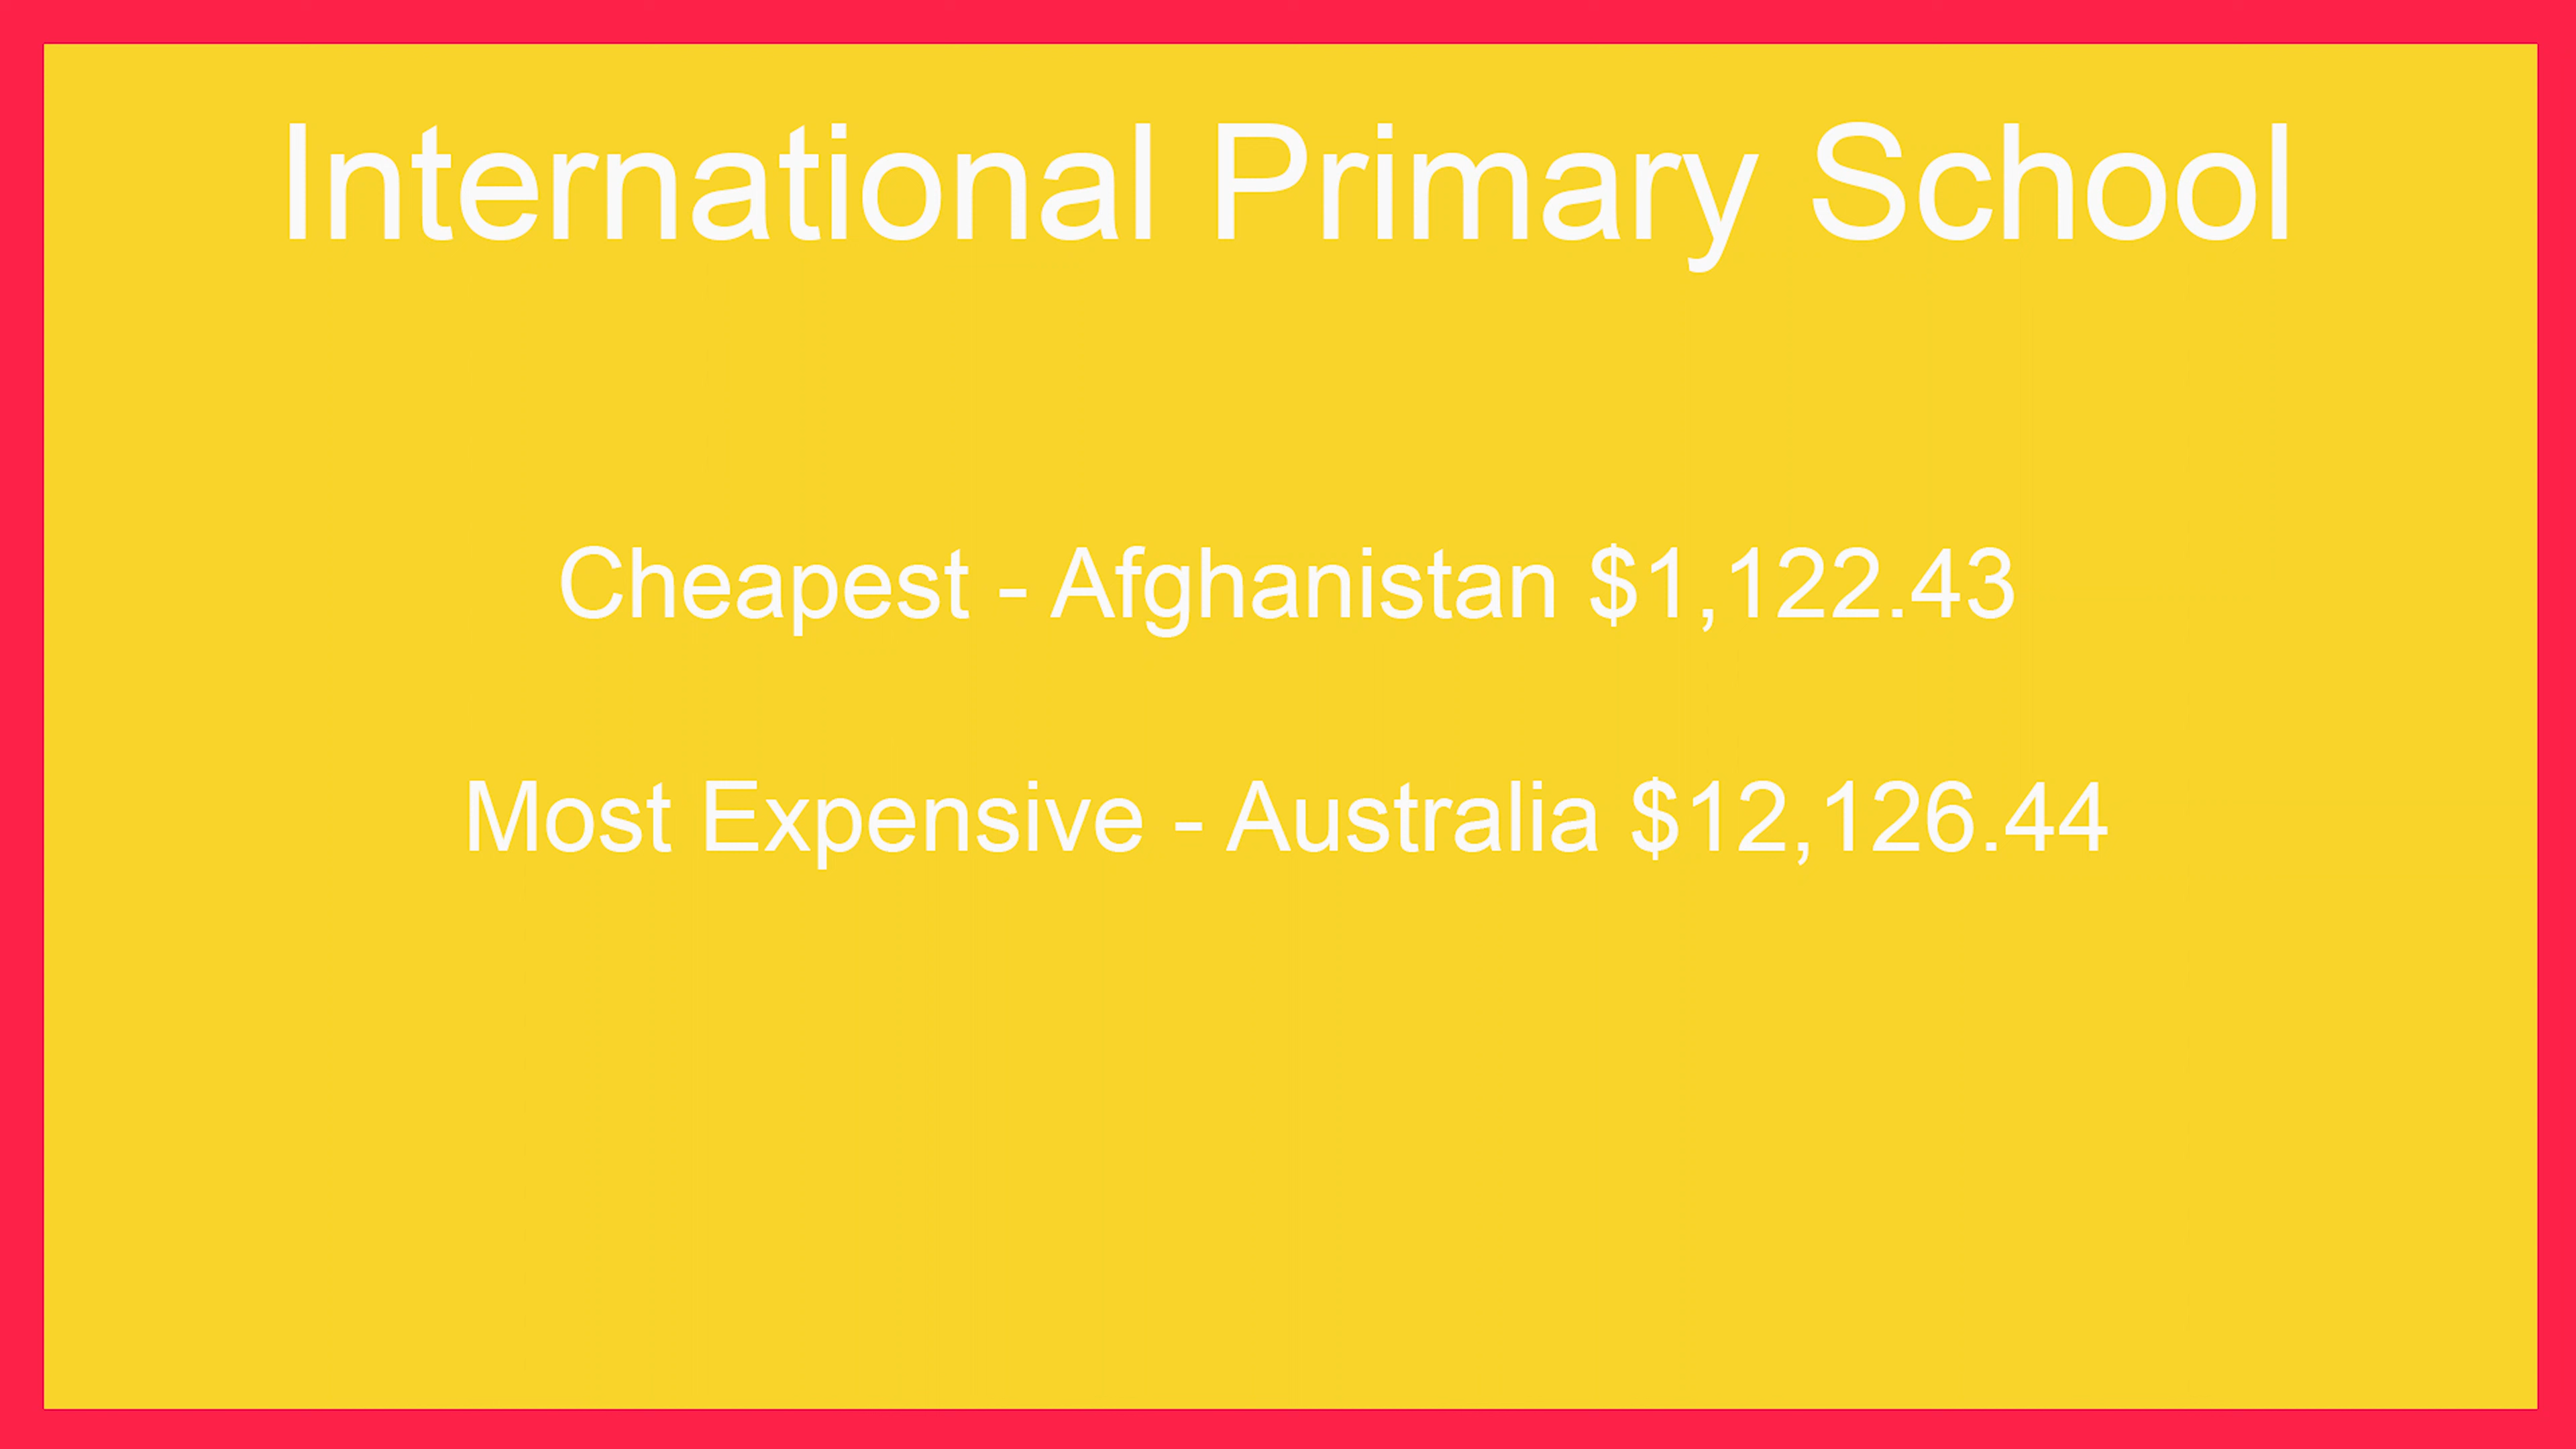 International Primary School
Cheapest - Afghanistan $1,122.43
Most Expensive - Australia $12,126.44